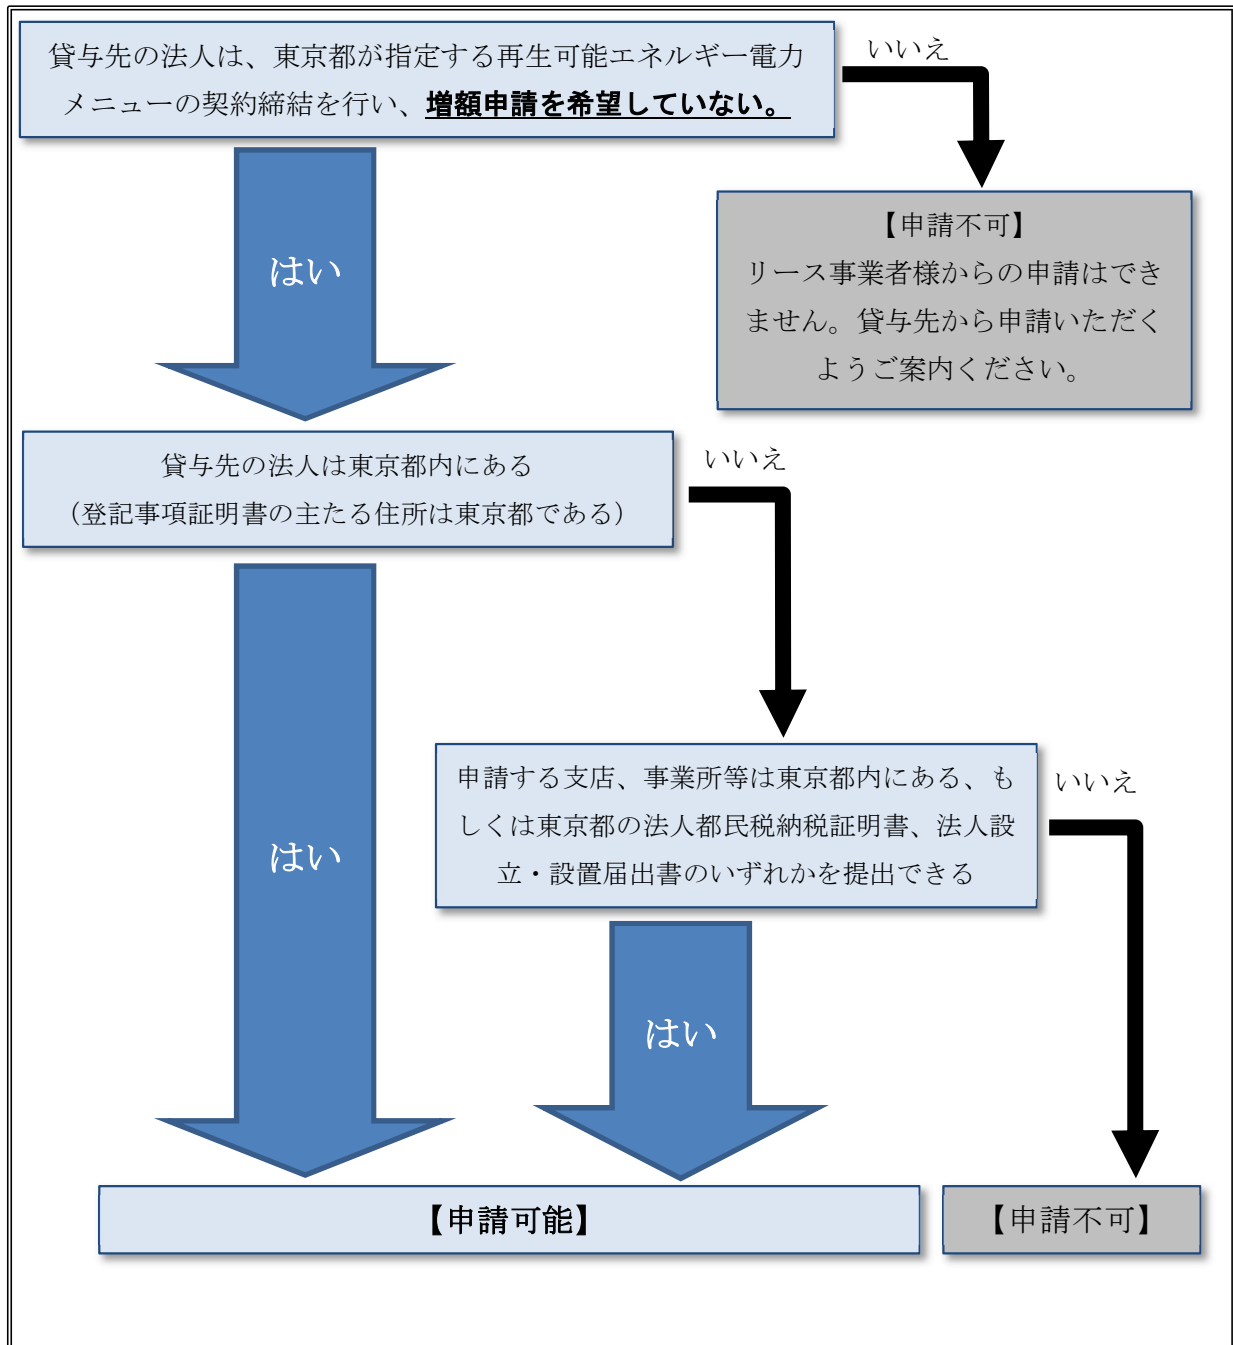 貸与先の法人は、東京都が指定する再生可能エネルギー電力
メニューの契約締結を行い、増額申請を希望していない。
いいえ
はい
【申請不可】
リース事業者様からの申請はでき
ません。貸与先から申請いただく
ようご案内ください。
貸与先の法人は東京都内にある
（登記事項証明書の主たる住所は東京都である）
いいえ
はい
申請する支店、事業所等は東京都内にある、も
しくは東京都の法人都民税納税証明書、法人設
立・設置届出書のいずれかを提出できる
いいえ
はい
【申請可能】
【申請不可】